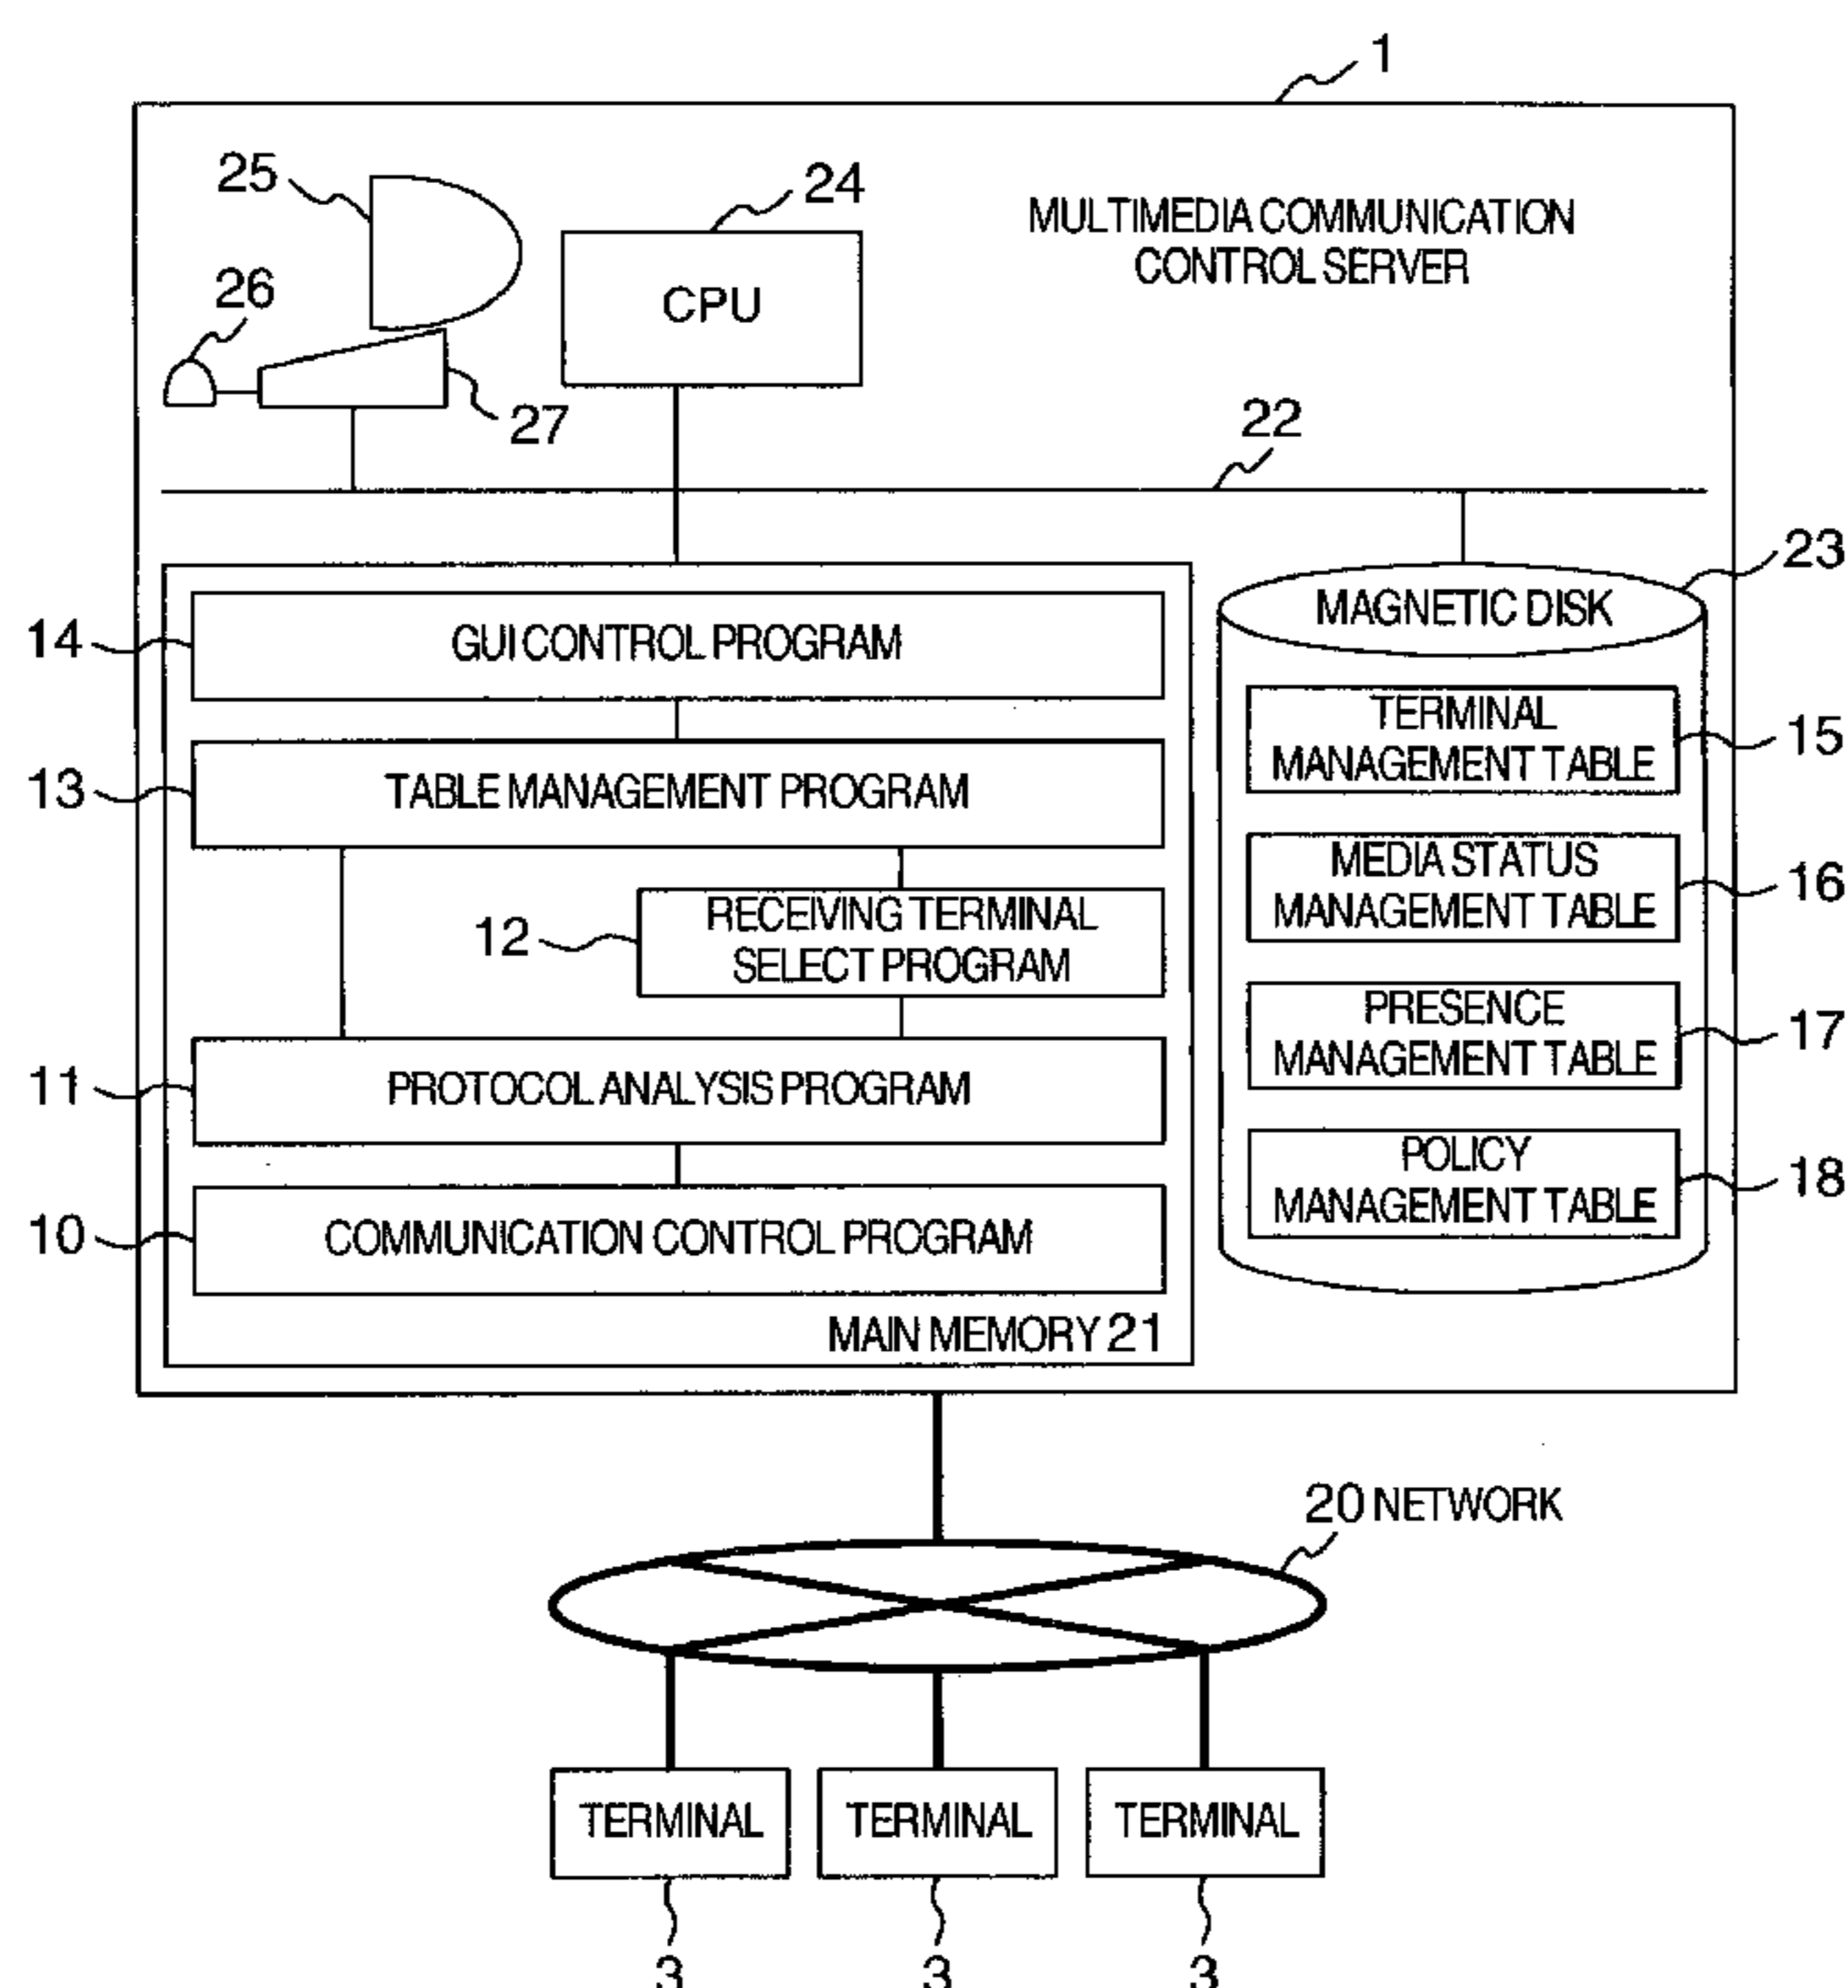 1
25
24
MULTIMEDIA COMMUNICATION
CONTROL SERVER
26
CPU
27
22
23
MAGNETIC DISK
14
GUI CONTROL PROGRAM
TERMINAL
MANAGEMENT TABLE
15
13
TABLE MANAGEMENT PROGRAM
MEDIA STATUS
MANAGEMENT TABLE
16
12
RECEIVING TERMINAL
SELECT PROGRAM
PRESENCE
MANAGEMENT TABLE
17
11
PROTOCOL ANALYSIS PROGRAM
POLICY
MANAGEMENT TABLE
18
10
COMMUNICATION CONTROL PROGRAM
MAIN MEMORY 21
20 NETWORK
TERMINAL
TERMINAL
TERMINAL
3
3
3